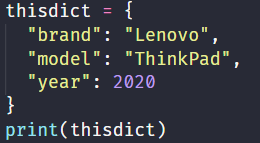 thisdict = {
  "brand": "Lenovo",
  "model": "ThinkPad",
  "year": 2020
}
print(thisdict)